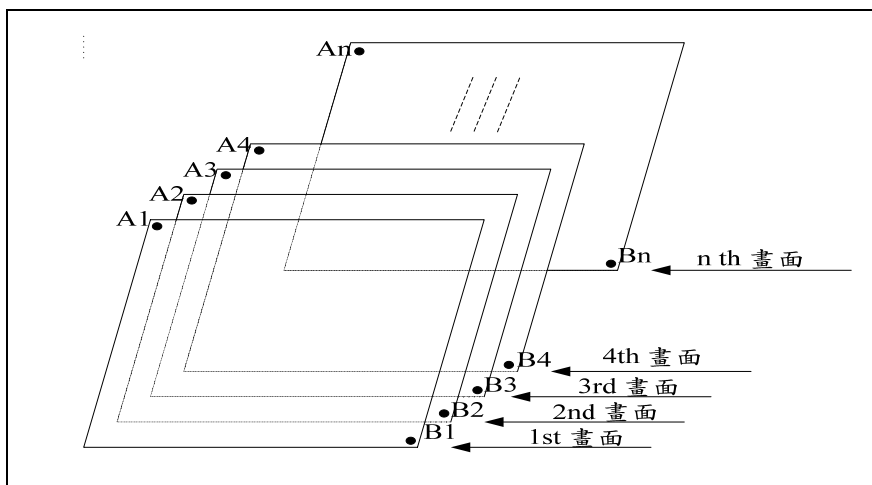 An
A4
A3
A2
A1
Bn
n th 畫面
B4
4th 畫面
B3
3rd 畫面
B2
2nd 畫面
B1
1st 畫面